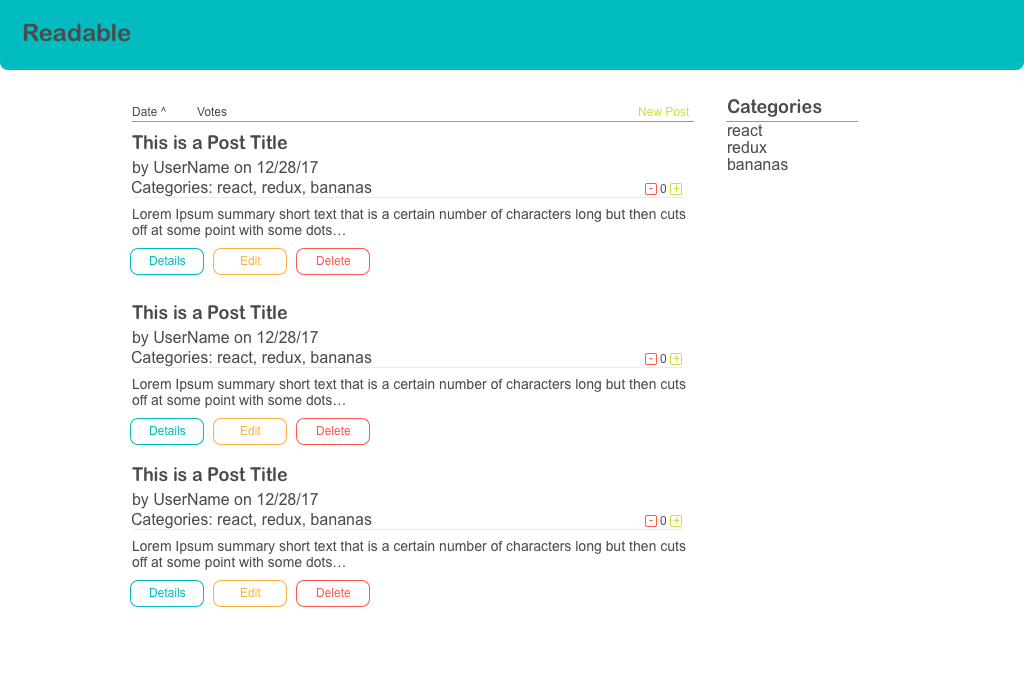 Readable
Date ^ Votes New Post
This is a Post Title
by UserName on 12/28/17
Categories: react, redux, bananas - 0 +
Lorem Ipsum summary short text that is a certain number of characters long but then cuts
off at some point with some dots…
Details Edit Delete
This is a Post Title
by UserName on 12/28/17
Categories: react, redux, bananas - 0 +
Lorem Ipsum summary short text that is a certain number of characters long but then cuts
off at some point with some dots…
Details Edit Delete
This is a Post Title
by UserName on 12/28/17
Categories: react, redux, bananas - 0 +
Lorem Ipsum summary short text that is a certain number of characters long but then cuts
off at some point with some dots…
Details Edit Delete
Categories
react
redux
bananas